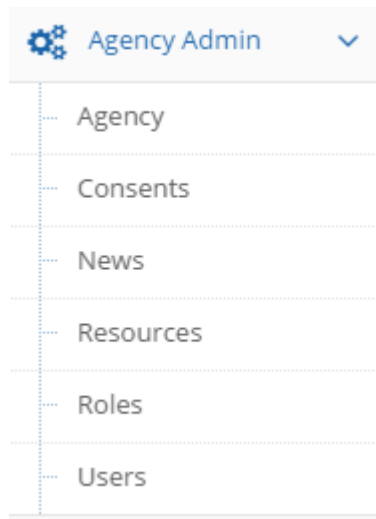 Agency Admin
Agency
Consents
News
Resources
Roles
Users